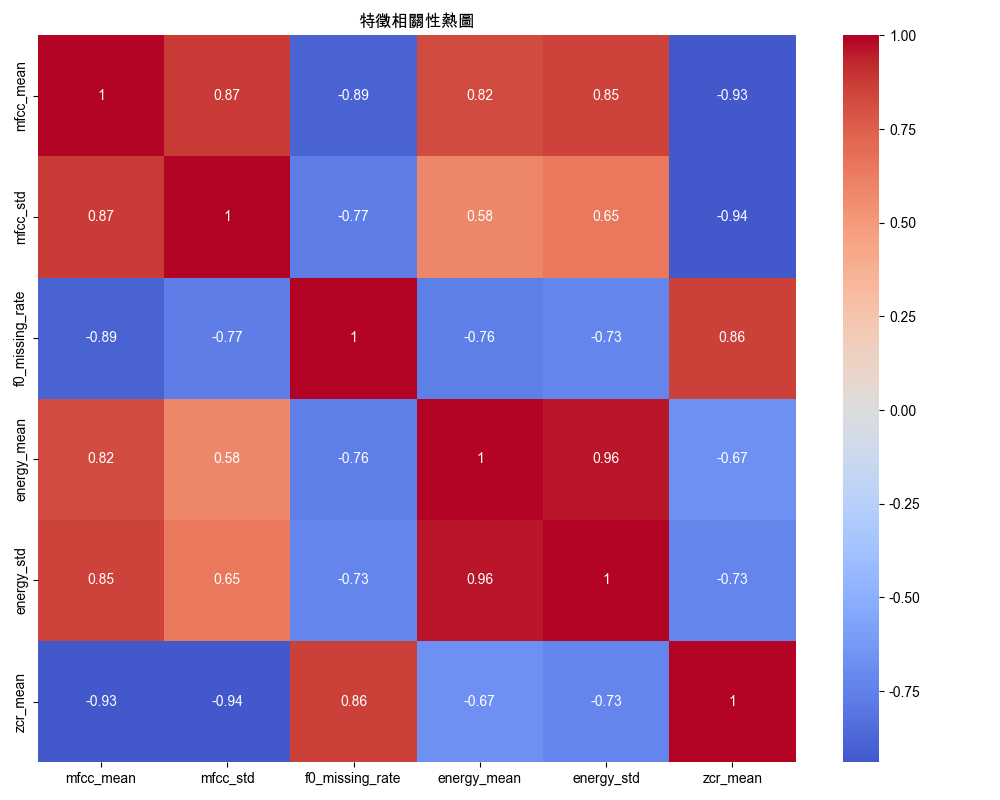 特徵相關性熱圖
mfcc_mean 1 0.87 -0.89 0.82 0.85 -0.93
mfcc_std 0.87 1 -0.77 0.58 0.65 -0.94
f0_missing_rate -0.89 -0.77 1 -0.76 -0.73 0.86
energy_mean 0.82 0.58 -0.76 1 0.96 -0.67
energy_std 0.85 0.65 -0.73 0.96 1 -0.73
zcr_mean -0.93 -0.94 0.86 -0.67 -0.73 1
mfcc_mean mfcc_std f0_missing_rate energy_mean energy_std zcr_mean
1.00
0.75
0.50
0.25
0.00
-0.25
-0.50
-0.75